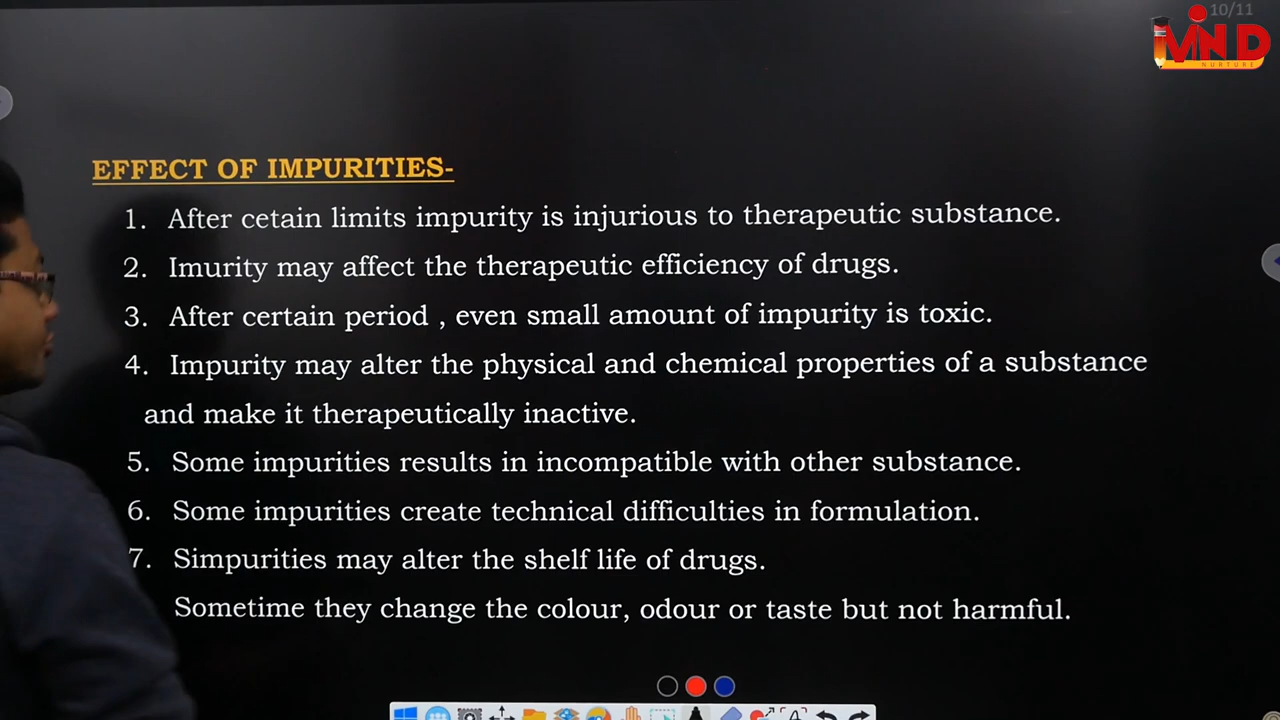 10/11
MIND
NURTURE
EFFECT OF IMPURITIES-
1. After cetain limits impurity is injurious to therapeutic substance.
2. Imurity may affect the therapeutic efficiency of drugs.
3. After certain period , even small amount of impurity is toxic.
4. Impurity may alter the physical and chemical properties of a substance
and make it therapeutically inactive.
5. Some impurities results in incompatible with other substance.
6. Some impurities create technical difficulties in formulation.
7. Simpurities may alter the shelf life of drugs.
Sometime they change the colour, odour or taste but not harmful.